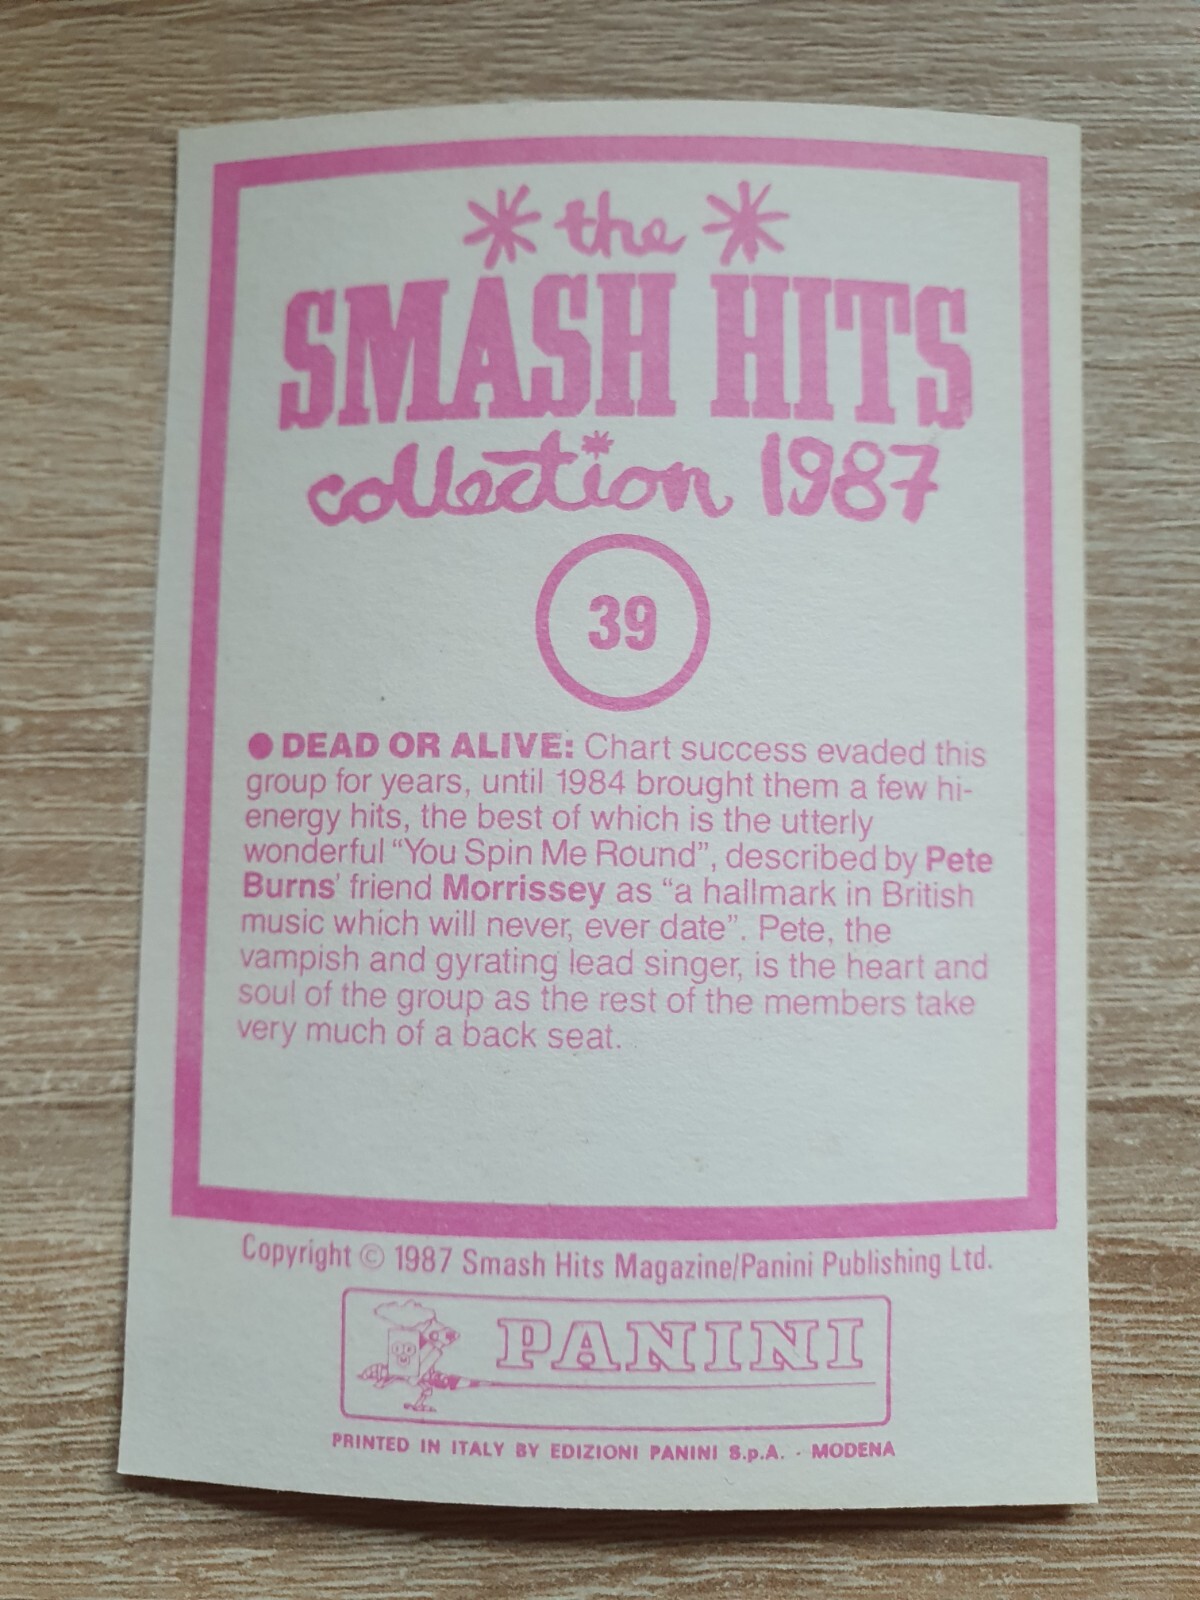 the
SMASH HITS
collection 1987
39
● DEAD OR ALIVE: Chart success evaded this
group for years, until 1984 brought them a few hi-
energy hits, the best of which is the utterly
wonderful “You Spin Me Round”, described by Pete
Burns’ friend Morrissey as “a hallmark in British
music which will never, ever date”. Pete, the
vampish and gyrating lead singer, is the heart and
soul of the group as the rest of the members take
very much of a back seat.
Copyright © 1987 Smash Hits Magazine/Panini Publishing Ltd.
PANINI
PRINTED IN ITALY BY EDIZIONI PANINI S.p.A. - MODENA